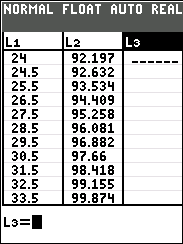 NORMAL FLOAT AUTO REAL
L1 L2 L3
24 92.197 ------
24.5 92.632
25.5 93.534
26.5 94.409
27.5 95.258
28.5 96.081
29.5 96.882
30.5 97.66
31.5 98.418
32.5 99.155
33.5 99.874
L3=